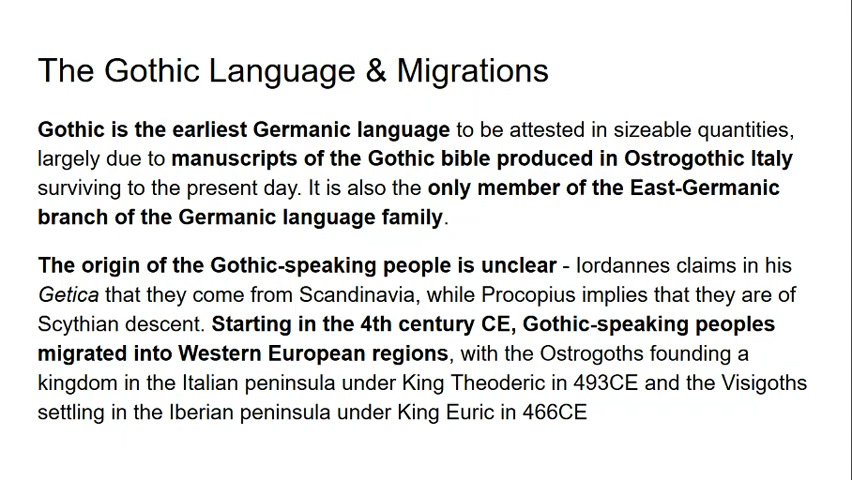 The Gothic Language & Migrations
Gothic is the earliest Germanic language to be attested in sizeable quantities,
largely due to manuscripts of the Gothic bible produced in Ostrogothic Italy
surviving to the present day. It is also the only member of the East-Germanic
branch of the Germanic language family.
The origin of the Gothic-speaking people is unclear - Iordannes claims in his
Getica that they come from Scandinavia, while Procopius implies that they are of
Scythian descent. Starting in the 4th century CE, Gothic-speaking peoples
migrated into Western European regions, with the Ostrogoths founding a
kingdom in the Italian peninsula under King Theoderic in 493CE and the Visigoths
settling in the Iberian peninsula under King Euric in 466CE